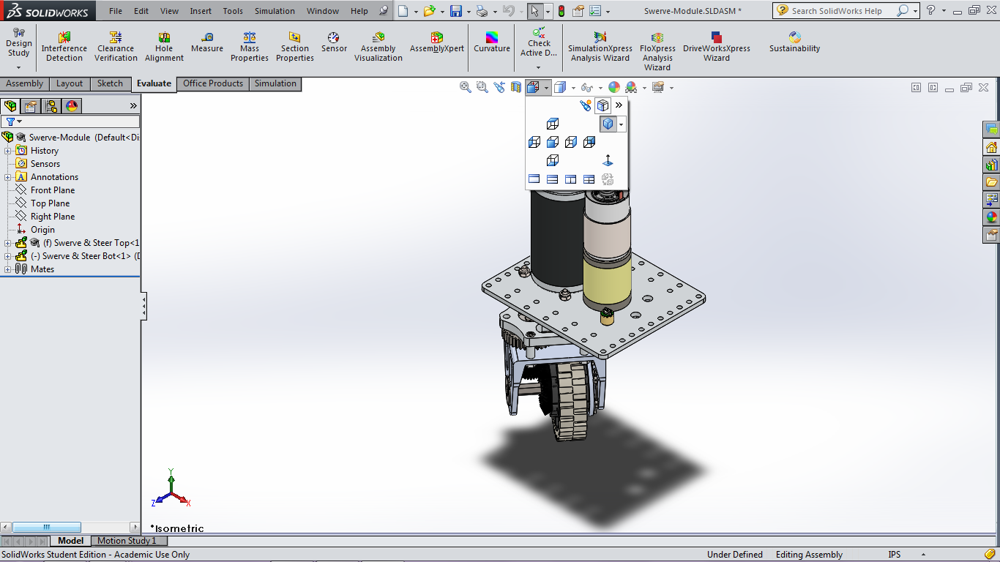 SOLIDWORKS
File Edit View Insert Tools Simulation Window Help
Swerve-Module.SLDASM *
Search SolidWorks Help
Design Study
Interference Detection
Clearance Verification
Hole Alignment
Measure
Mass Properties
Section Properties
Sensor
Assembly Visualization
AssemblyXpert
Curvature
Check Active D...
SimulationXpress Analysis Wizard
FloXpress Analysis Wizard
DriveWorksXpress Wizard
Sustainability
Assembly Layout Sketch Evaluate Office Products Simulation
Swerve-Module (Default<Di
History
Sensors
Annotations
Front Plane
Top Plane
Right Plane
Origin
(f) Swerve & Steer Top<1
(-) Swerve & Steer Bot<1> (D
Mates
Y
Z
X
*Isometric
Model Motion Study 1
SolidWorks Student Edition - Academic Use Only
Under Defined Editing Assembly IPS